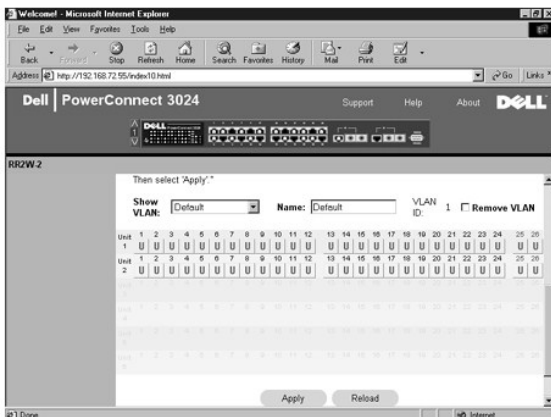 Welcome! - Microsoft Internet Explorer
File Edit View Favorites Tools Help
Back Forward Stop Refresh Home Search Favorites History Mail Print Edit
Address http://192.168.72.55/index10.html Go Links »
Dell PowerConnect 3024 Support Help About DELL
DELL
RR2W-2
Then select 'Apply'."
Show VLAN: Default Name: Default VLAN ID: 1 Remove VLAN
Unit 1 2 3 4 5 6 7 8 9 10 11 12 13 14 15 16 17 18 19 20 21 22 23 24 25 26
1 U U U U U U U U U U U U U U U U U U U U U U U U U U
Unit 1 2 3 4 5 6 7 8 9 10 11 12 13 14 15 16 17 18 19 20 21 22 23 24 25 26
2 U U U U U U U U U U U U U U U U U U U U U U U U U U
Apply Reload
Done Internet